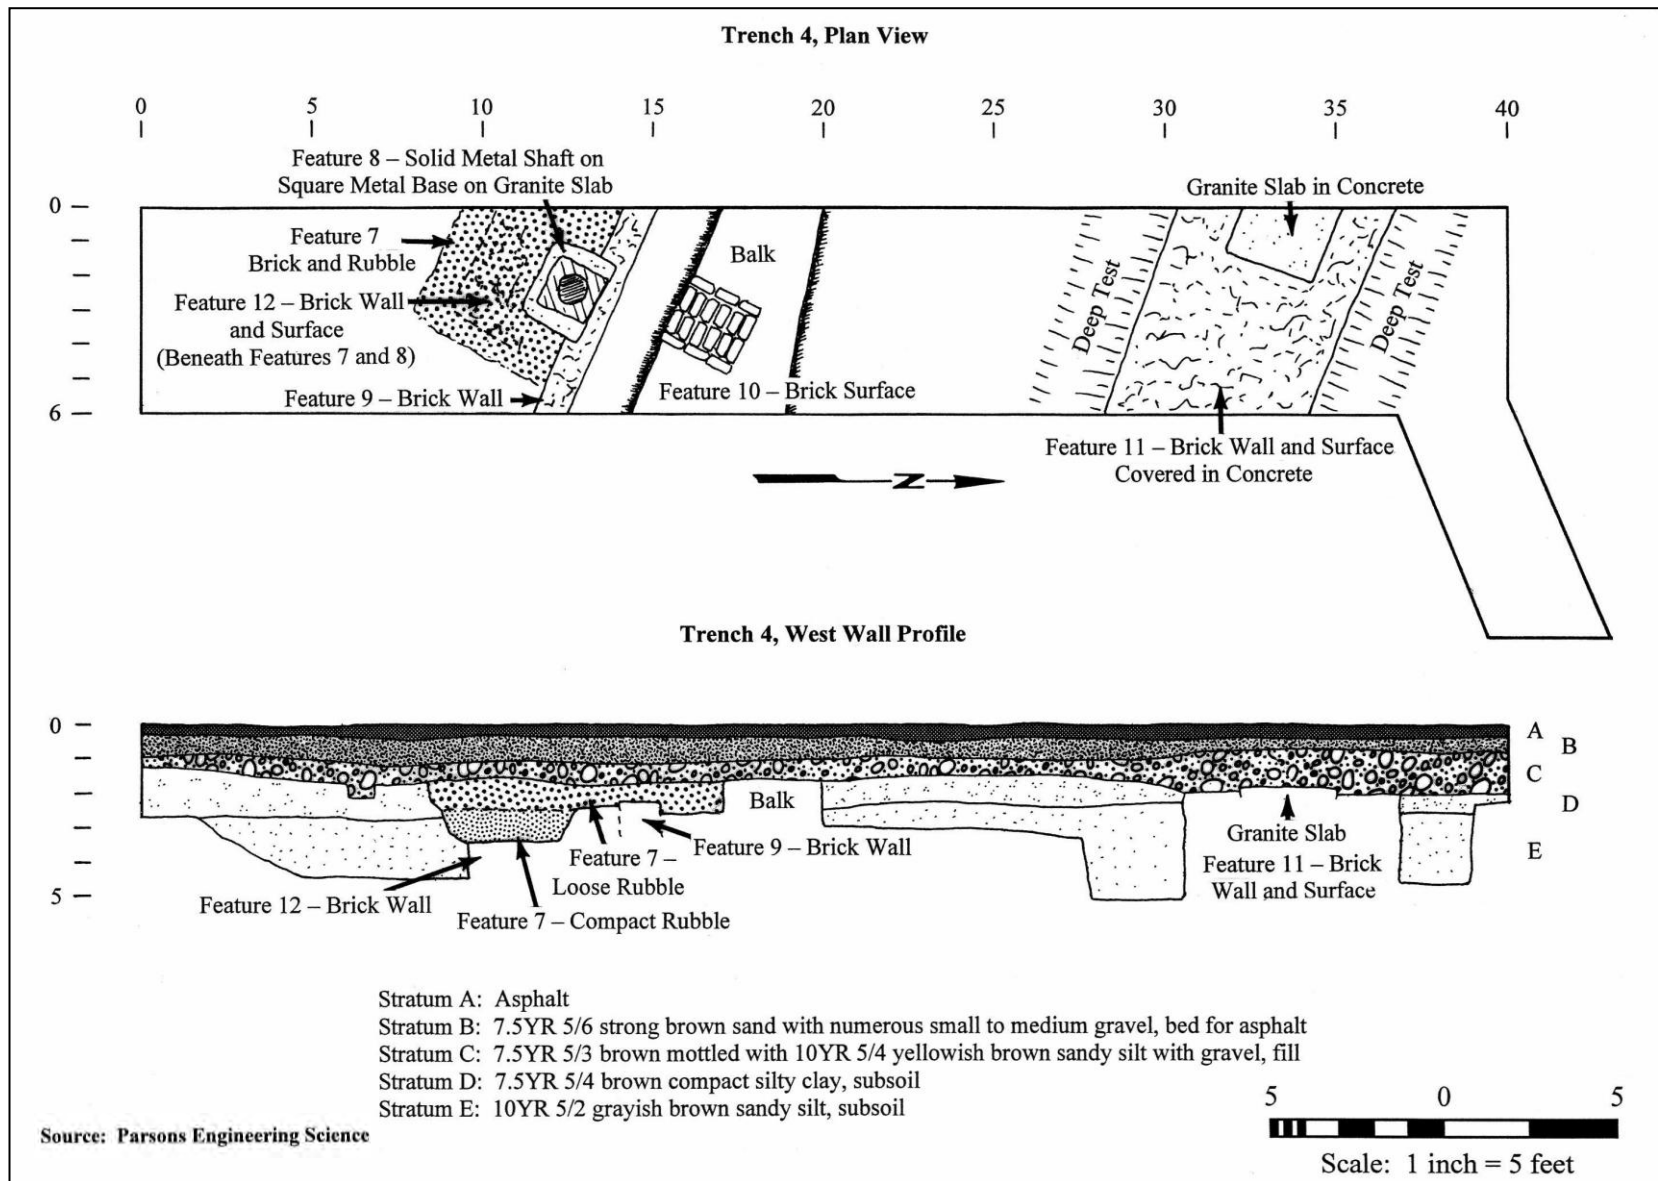 Trench 4, Plan View
0 5 10 15 20 25 30 35 40
Feature 8 – Solid Metal Shaft on
Square Metal Base on Granite Slab
Granite Slab in Concrete
0
6
Feature 7
Brick and Rubble
Feature 12 – Brick Wall
and Surface
(Beneath Features 7 and 8)
Feature 9 – Brick Wall
Balk
Feature 10 – Brick Surface
Deep Test
Deep Test
Feature 11 – Brick Wall and Surface
Covered in Concrete
N
Trench 4, West Wall Profile
0
5
A
B
C
D
E
Balk
Feature 9 – Brick Wall
Feature 7 –
Loose Rubble
Feature 12 – Brick Wall
Feature 7 – Compact Rubble
Granite Slab
Feature 11 – Brick
Wall and Surface
Stratum A: Asphalt
Stratum B: 7.5YR 5/6 strong brown sand with numerous small to medium gravel, bed for asphalt
Stratum C: 7.5YR 5/3 brown mottled with 10YR 5/4 yellowish brown sandy silt with gravel, fill
Stratum D: 7.5YR 5/4 brown compact silty clay, subsoil
Stratum E: 10YR 5/2 grayish brown sandy silt, subsoil
Source: Parsons Engineering Science
5 0 5
Scale: 1 inch = 5 feet